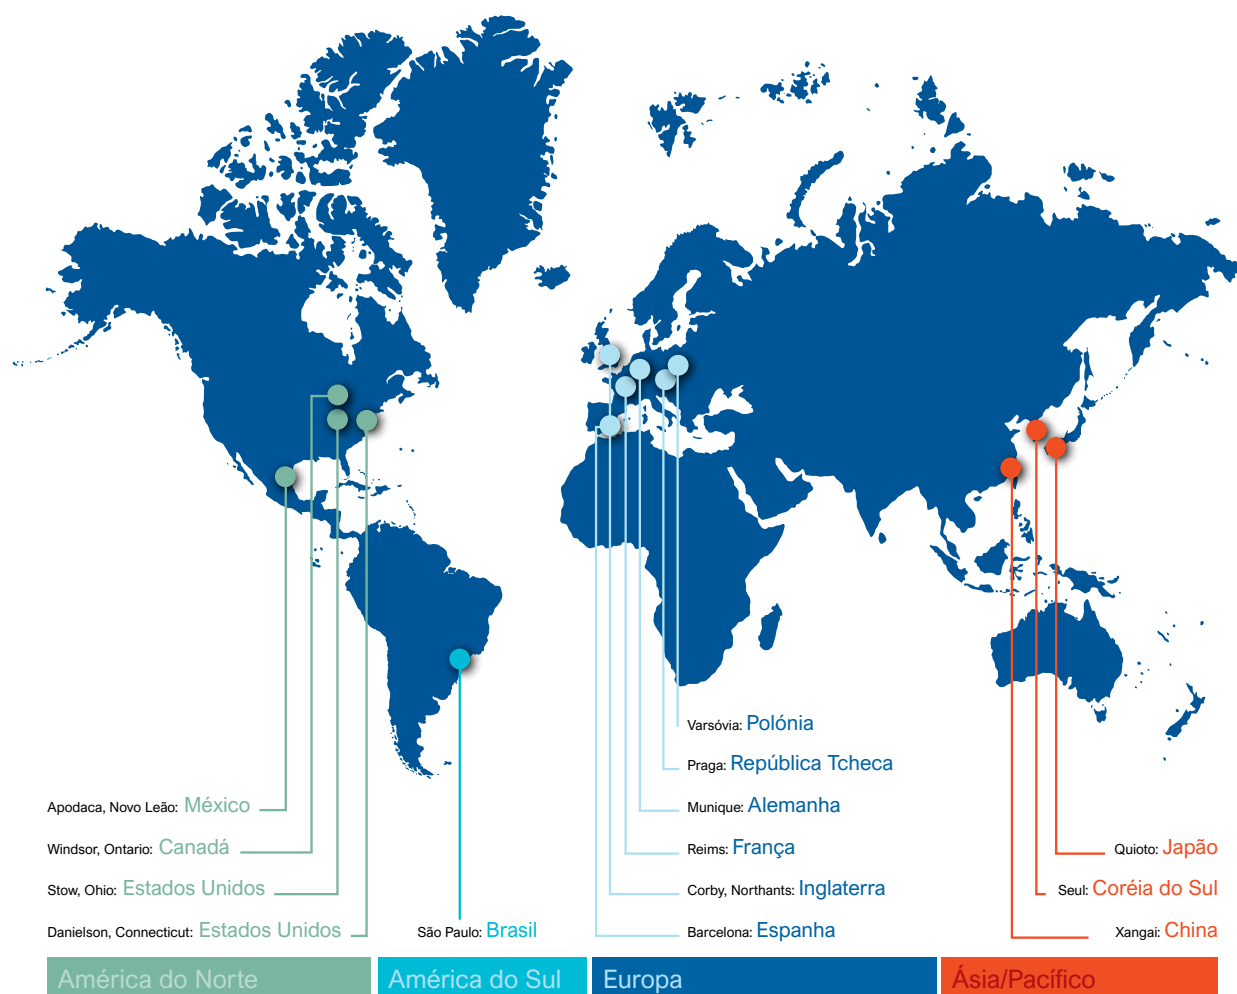 Varsóvia: Polónia
Praga: República Tcheca
Apodaca, Novo Leão: México
Munique: Alemanha
Windsor, Ontario: Canadá
Reims: França
Quioto: Japão
Stow, Ohio: Estados Unidos
Corby, Northants: Inglaterra
Seul: Coréia do Sul
Danielson, Connecticut: Estados Unidos
São Paulo: Brasil
Barcelona: Espanha
Xangai: China
América do Norte
América do Sul
Europa
Ásia/Pacífico